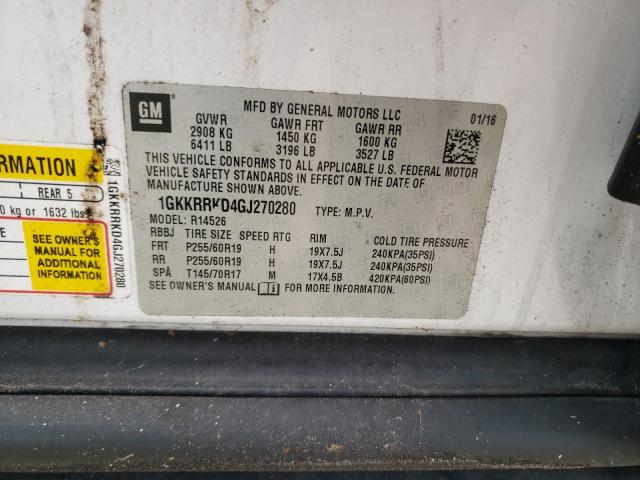 GM
MFD BY GENERAL MOTORS LLC
01/16
GVWR GAWR FRT GAWR RR
2908 KG 1450 KG 1600 KG
6411 LB 3196 LB 3527 LB
THIS VEHICLE CONFORMS TO ALL APPLICABLE U.S. FEDERAL MOTOR
VEHICLE SAFETY STANDARDS IN EFFECT ON THE DATE OF
MANUFACTURE SHOWN ABOVE.
1GKKRRKD4GJ270280 TYPE: M.P.V.
MODEL: R14526
RBBJ TIRE SIZE SPEED RTG RIM COLD TIRE PRESSURE
FRT P255/60R19 H 19X7.5J 240KPA(35PSI)
RR P255/60R19 H 19X7.5J 240KPA(35PSI)
SPA T145/70R17 M 17X4.5B 420KPA(60PSI)
SEE OWNER'S MANUAL FOR MORE INFORMATION.
REAR 5
kg or 1632 lbs
SEE OWNER'S
MANUAL FOR
ADDITIONAL
INFORMATION
1GKKRRKD4GJ270280